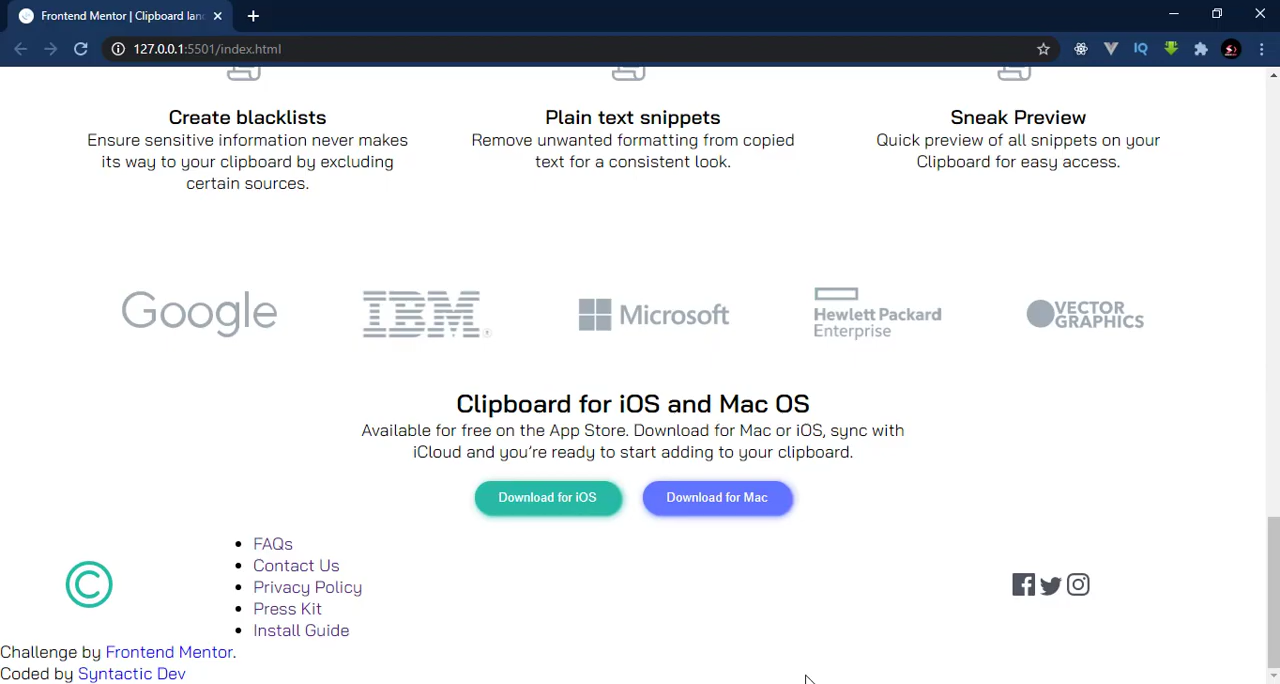 Frontend Mentor | Clipboard lan
127.0.0.1:5501/index.html
IQ
Create blacklists
Ensure sensitive information never makes
its way to your clipboard by excluding
certain sources.
Plain text snippets
Remove unwanted formatting from copied
text for a consistent look.
Sneak Preview
Quick preview of all snippets on your
Clipboard for easy access.
Google
IBM®
Microsoft
Hewlett Packard
Enterprise
VECTOR
GRAPHICS
Clipboard for iOS and Mac OS
Available for free on the App Store. Download for Mac or iOS, sync with
iCloud and you’re ready to start adding to your clipboard.
Download for iOS
Download for Mac
©
FAQs
Contact Us
Privacy Policy
Press Kit
Install Guide
Challenge by Frontend Mentor.
Coded by Syntactic Dev